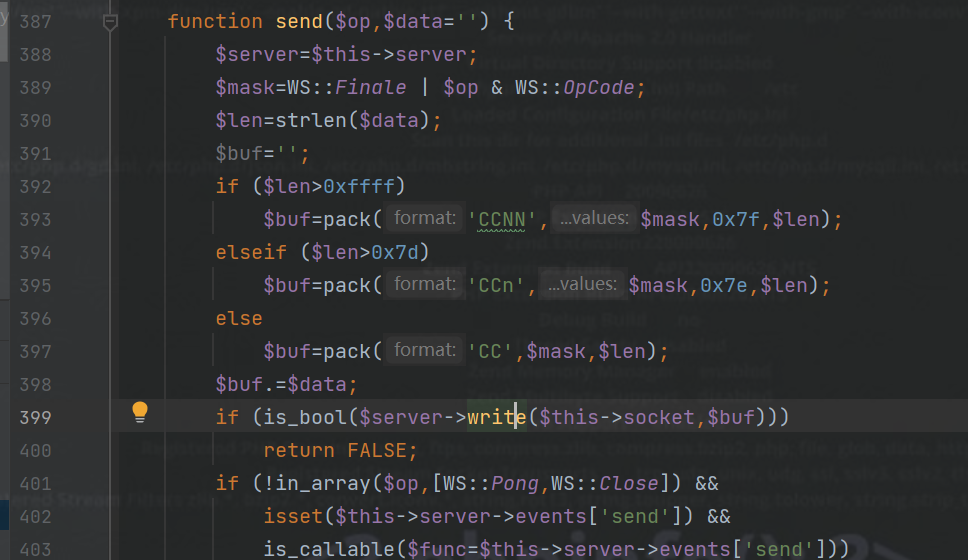 387 function send($op,$data='') {
388 $server=$this->server;
389 $mask=WS::Finale | $op & WS::OpCode;
390 $len=strlen($data);
391 $buf='';
392 if ($len>0xffff)
393 $buf=pack( format: 'CCNN', ...values: $mask,0x7f,$len);
394 elseif ($len>0x7d)
395 $buf=pack( format: 'CCn', ...values: $mask,0x7e,$len);
396 else
397 $buf=pack( format: 'CC',$mask,$len);
398 $buf.=$data;
399 if (is_bool($server->write($this->socket,$buf)))
400 return FALSE;
401 if (!in_array($op,[WS::Pong,WS::Close]) &&
402 isset($this->server->events['send']) &&
403 is_callable($func=$this->server->events['send']))